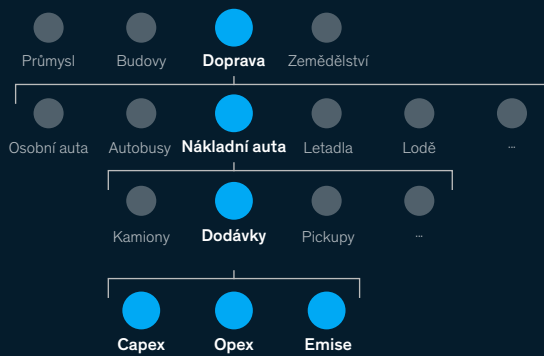 Průmysl Budovy Doprava Zemědělství
Osobní auta Autobusy Nákladní auta Letadla Lodě ...
Kamiony Dodávky Pickupy ...
Capex Opex Emise